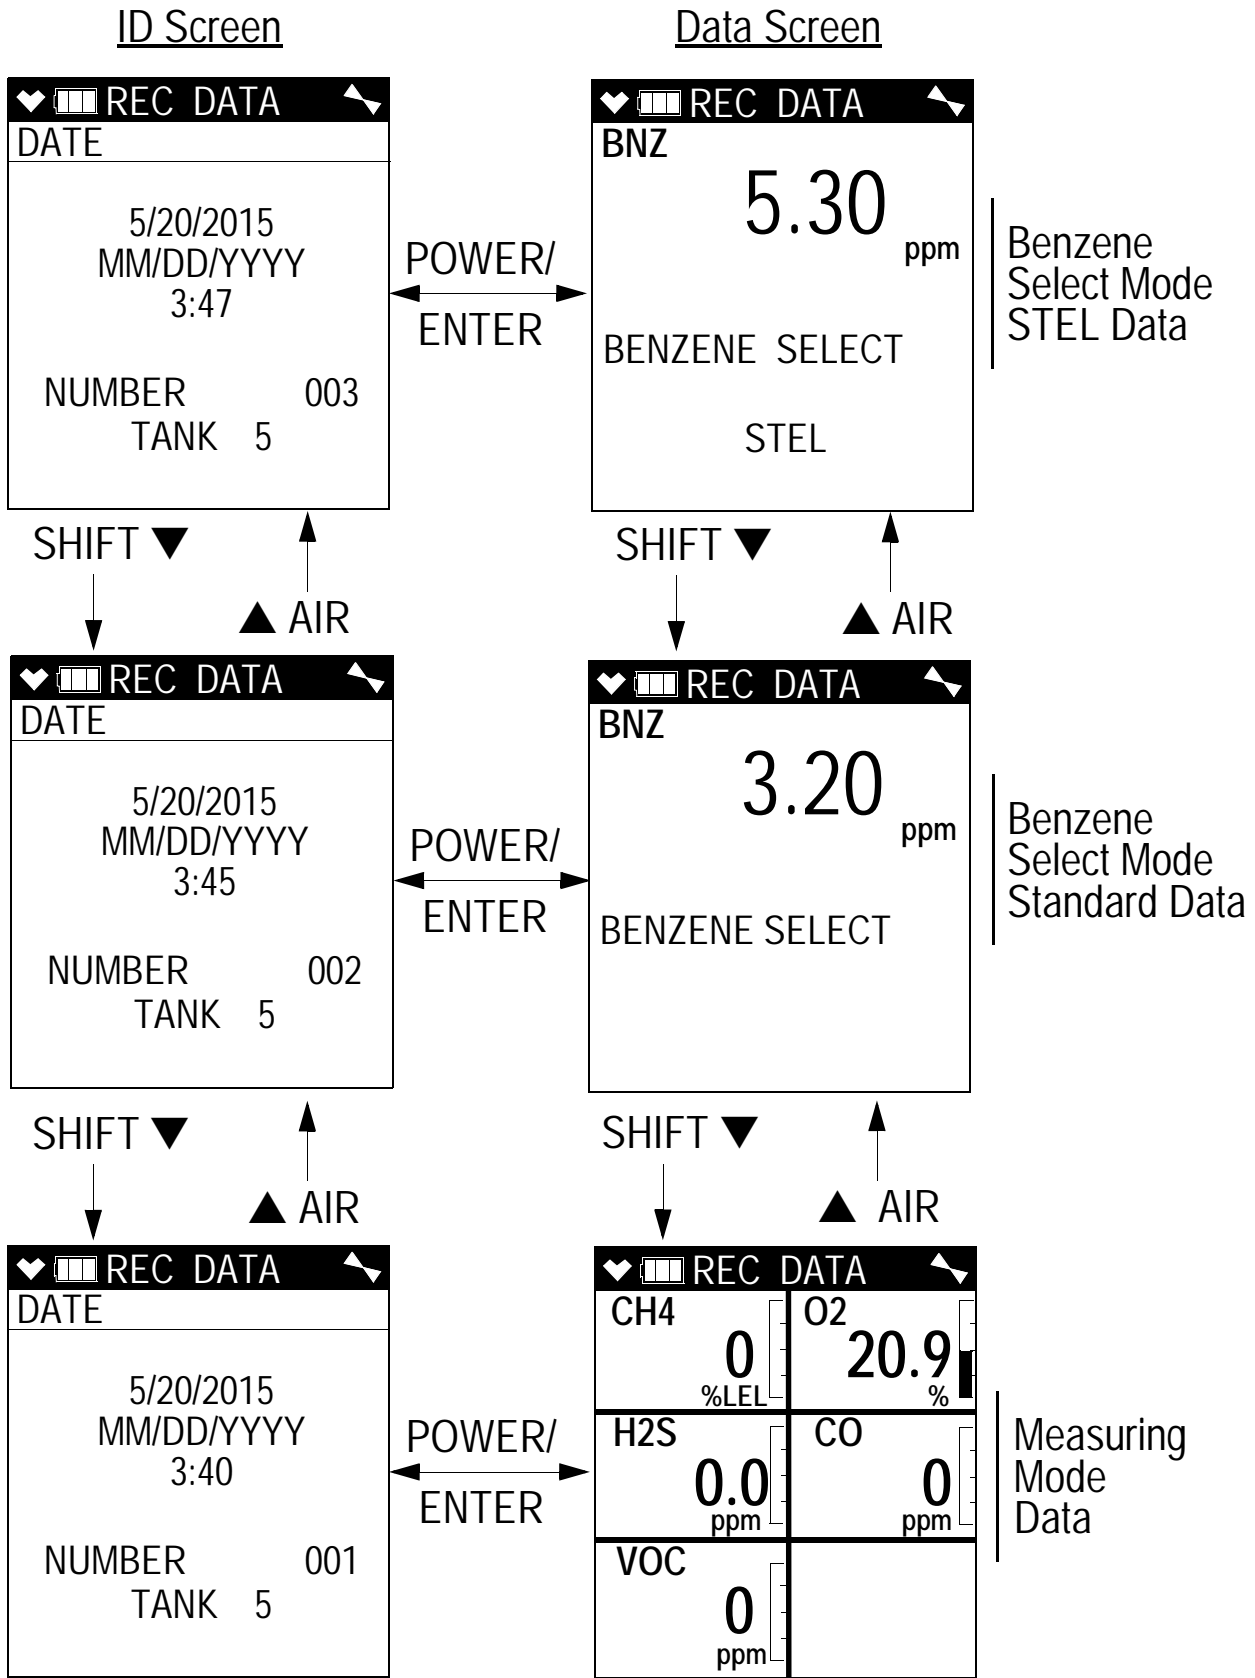 ID Screen
Data Screen
REC DATA
DATE
5/20/2015
MM/DD/YYYY
3:47
NUMBER 003
TANK 5
POWER/
ENTER
REC DATA
BNZ
5.30
ppm
BENZENE SELECT
STEL
Benzene
Select Mode
STEL Data
SHIFT ▼
▲ AIR
SHIFT ▼
▲ AIR
REC DATA
DATE
5/20/2015
MM/DD/YYYY
3:45
NUMBER 002
TANK 5
POWER/
ENTER
REC DATA
BNZ
3.20
ppm
BENZENE SELECT
Benzene
Select Mode
Standard Data
SHIFT ▼
▲ AIR
SHIFT ▼
▲ AIR
REC DATA
DATE
5/20/2015
MM/DD/YYYY
3:40
NUMBER 001
TANK 5
POWER/
ENTER
REC DATA
CH4
0
%LEL
O2
20.9
%
H2S
0.0
ppm
CO
0
ppm
VOC
0
ppm
Measuring
Mode
Data